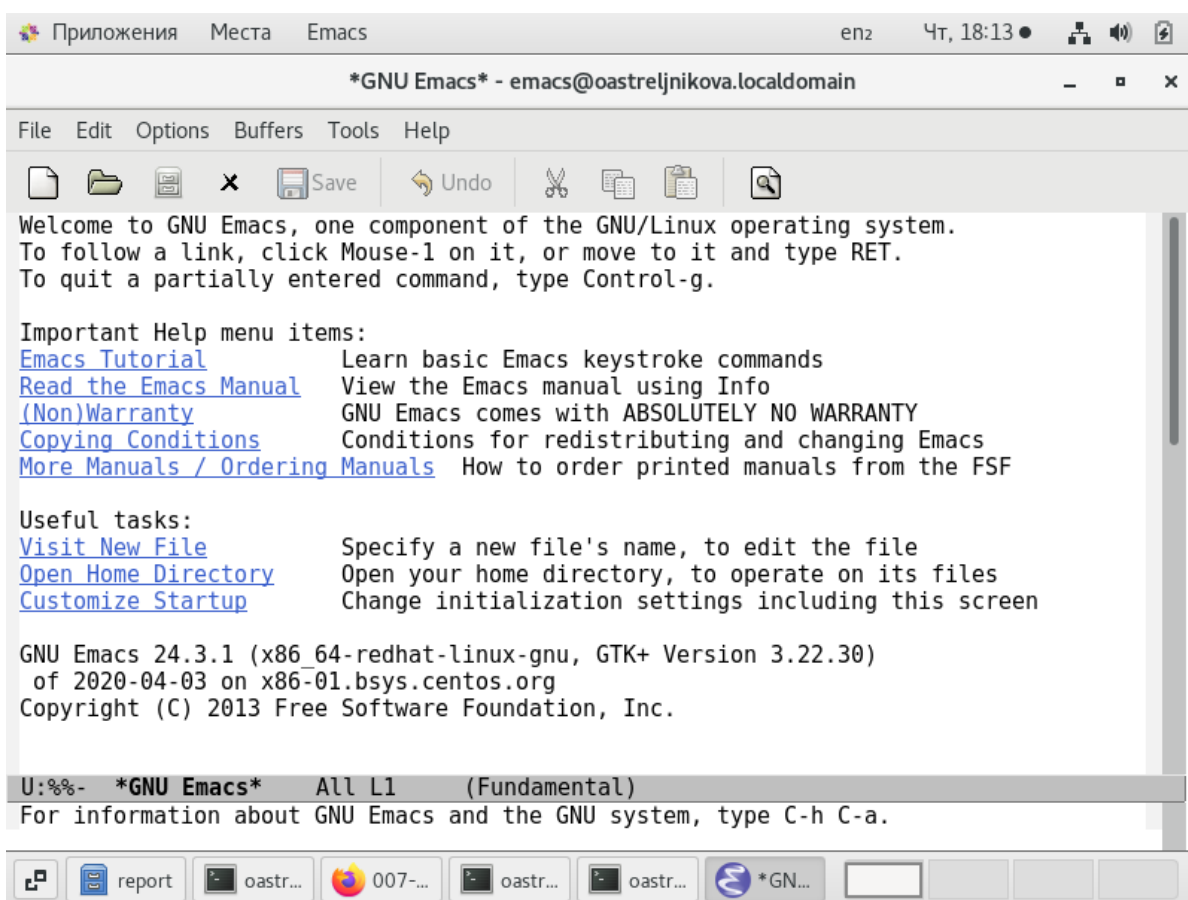 Приложения Места Emacs en2 Чт, 18:13
*GNU Emacs* - emacs@oastreljnikova.localdomain
File Edit Options Buffers Tools Help
Save Undo
Welcome to GNU Emacs, one component of the GNU/Linux operating system.
To follow a link, click Mouse-1 on it, or move to it and type RET.
To quit a partially entered command, type Control-g.
Important Help menu items:
Emacs Tutorial Learn basic Emacs keystroke commands
Read the Emacs Manual View the Emacs manual using Info
(Non)Warranty GNU Emacs comes with ABSOLUTELY NO WARRANTY
Copying Conditions Conditions for redistributing and changing Emacs
More Manuals / Ordering Manuals How to order printed manuals from the FSF
Useful tasks:
Visit New File Specify a new file's name, to edit the file
Open Home Directory Open your home directory, to operate on its files
Customize Startup Change initialization settings including this screen
GNU Emacs 24.3.1 (x86_64-redhat-linux-gnu, GTK+ Version 3.22.30)
of 2020-04-03 on x86-01.bsys.centos.org
Copyright (C) 2013 Free Software Foundation, Inc.
U:%%- *GNU Emacs* All L1 (Fundamental)
For information about GNU Emacs and the GNU system, type C-h C-a.
report oastr... 007-... oastr... oastr... *GN...